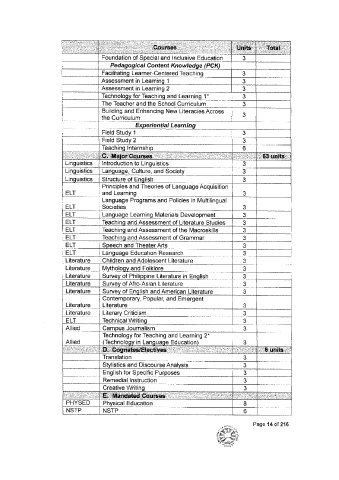 Courses Units Total
Foundation of Special and Inclusive Education 3
Pedagogical Content Knowledge (PCK)
Facilitating Learner-Centered Teaching 3
Assessment in Learning 1 3
Assessment in Learning 2 3
Technology for Teaching and Learning 1* 3
The Teacher and the School Curriculum 3
Building and Enhancing New Literacies Across
the Curriculum 3
Experiential Learning
Field Study 1 3
Field Study 2 3
Teaching Internship 6
C. Major Courses 63 units
Linguistics Introduction to Linguistics 3
Linguistics Language, Culture, and Society 3
Linguistics Structure of English 3
Principles and Theories of Language Acquisition
ELT and Learning 3
Language Programs and Policies in Multilingual
ELT Societies 3
ELT Language Learning Materials Development 3
ELT Teaching and Assessment of Literature Studies 3
ELT Teaching and Assessment of the Macroskills 3
ELT Teaching and Assessment of Grammar 3
ELT Speech and Theater Arts 3
ELT Language Education Research 3
Literature Children and Adolescent Literature 3
Literature Mythology and Folklore 3
Literature Survey of Philippine Literature in English 3
Literature Survey of Afro-Asian Literature 3
Literature Survey of English and American Literature 3
Contemporary, Popular, and Emergent
Literature Literature 3
Literature Literary Criticism 3
ELT Technical Writing 3
Allied Campus Journalism 3
Technology for Teaching and Learning 2*
Allied (Technology in Language Education) 3
D. Cognates/Electives 6 units
Translation 3
Stylistics and Discourse Analysis 3
English for Specific Purposes 3
Remedial Instruction 3
Creative Writing 3
E. Mandated Courses
PHYSED Physical Education 8
NSTP NSTP 6
Page 14 of 216